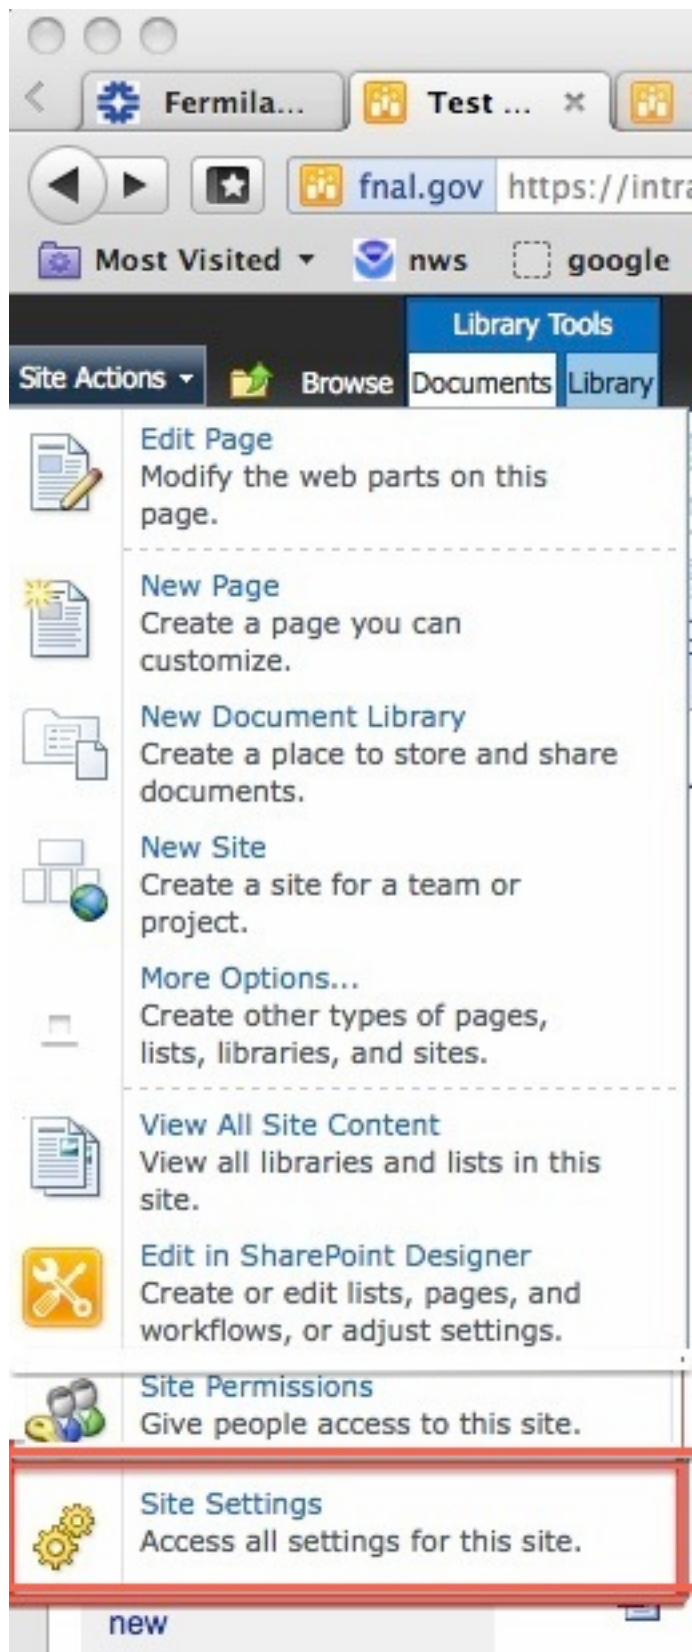 Fermila...
Test ...
fnal.gov https://intra
Most Visited nws google
Library Tools
Site Actions Browse Documents Library
Edit Page
Modify the web parts on this
page.
New Page
Create a page you can
customize.
New Document Library
Create a place to store and share
documents.
New Site
Create a site for a team or
project.
More Options...
Create other types of pages,
lists, libraries, and sites.
View All Site Content
View all libraries and lists in this
site.
Edit in SharePoint Designer
Create or edit lists, pages, and
workflows, or adjust settings.
Site Permissions
Give people access to this site.
Site Settings
Access all settings for this site.
new